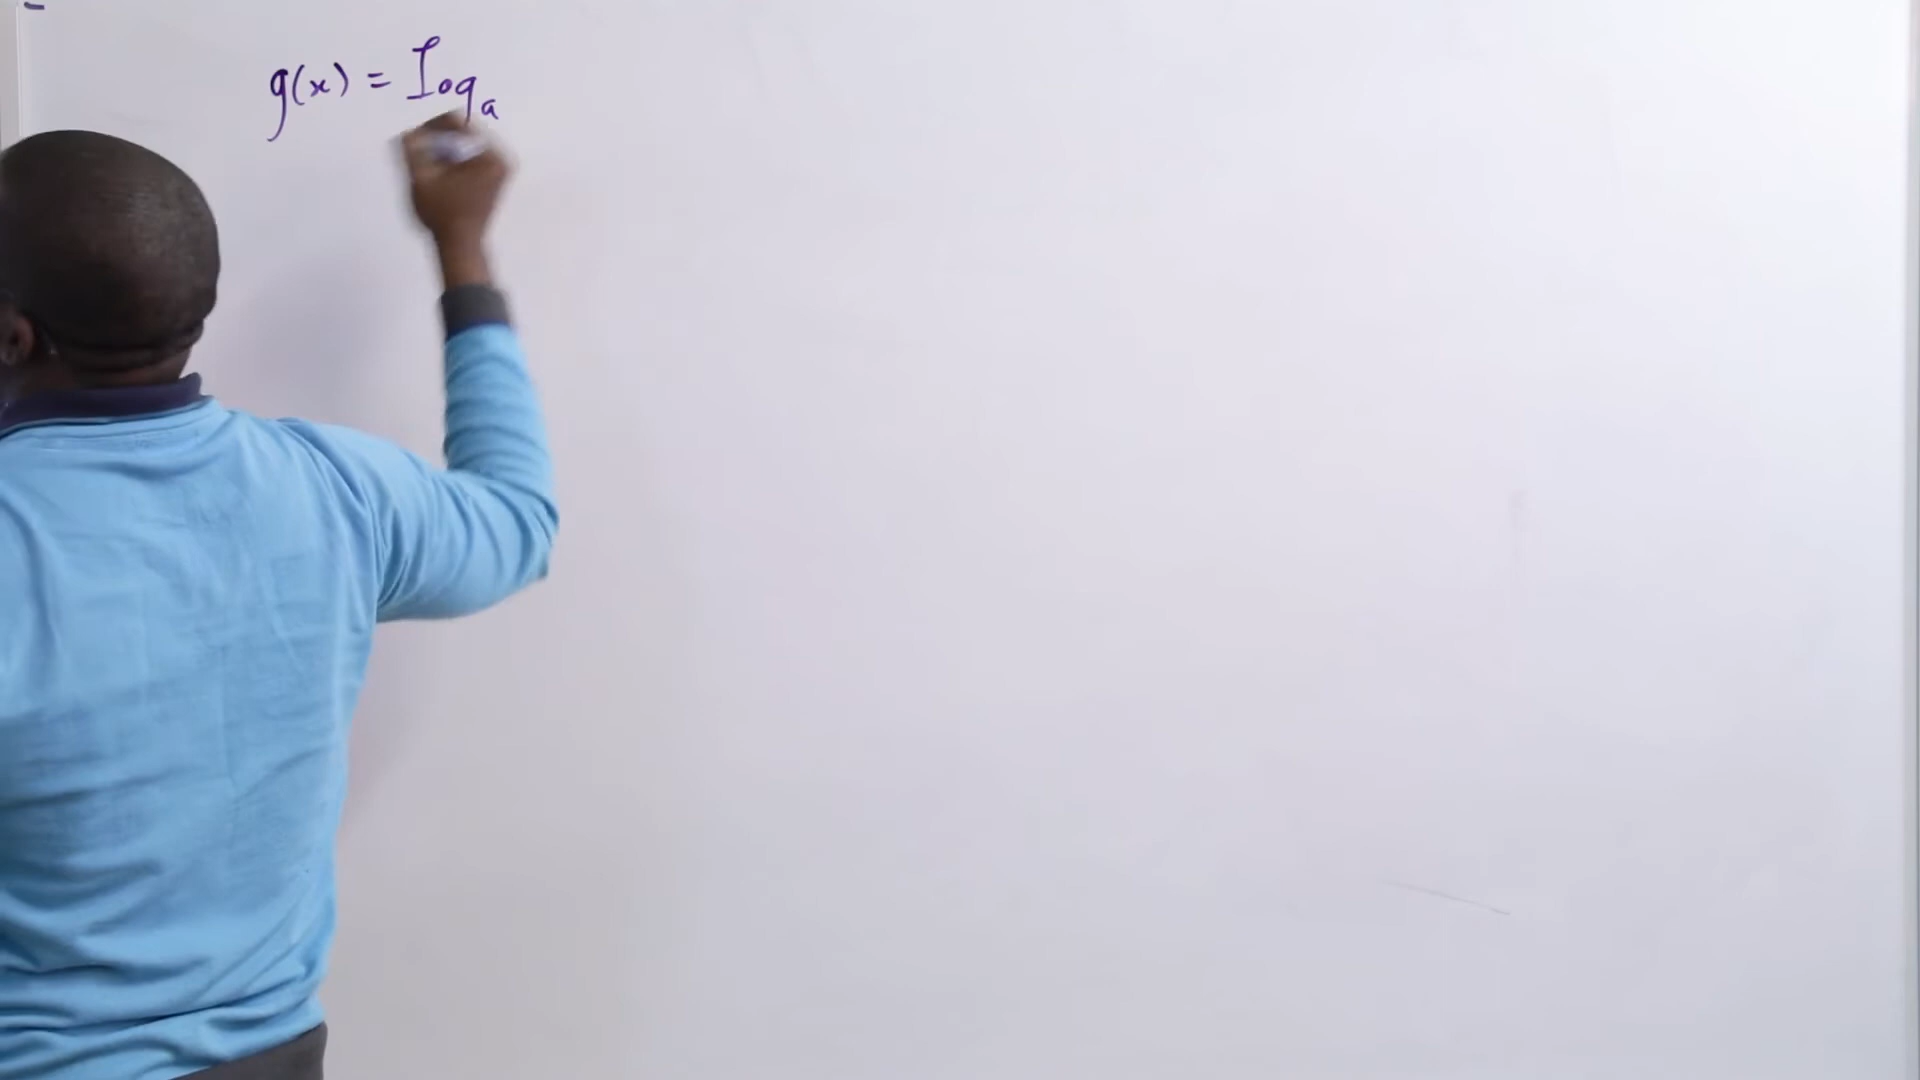 g(x) = Log_a